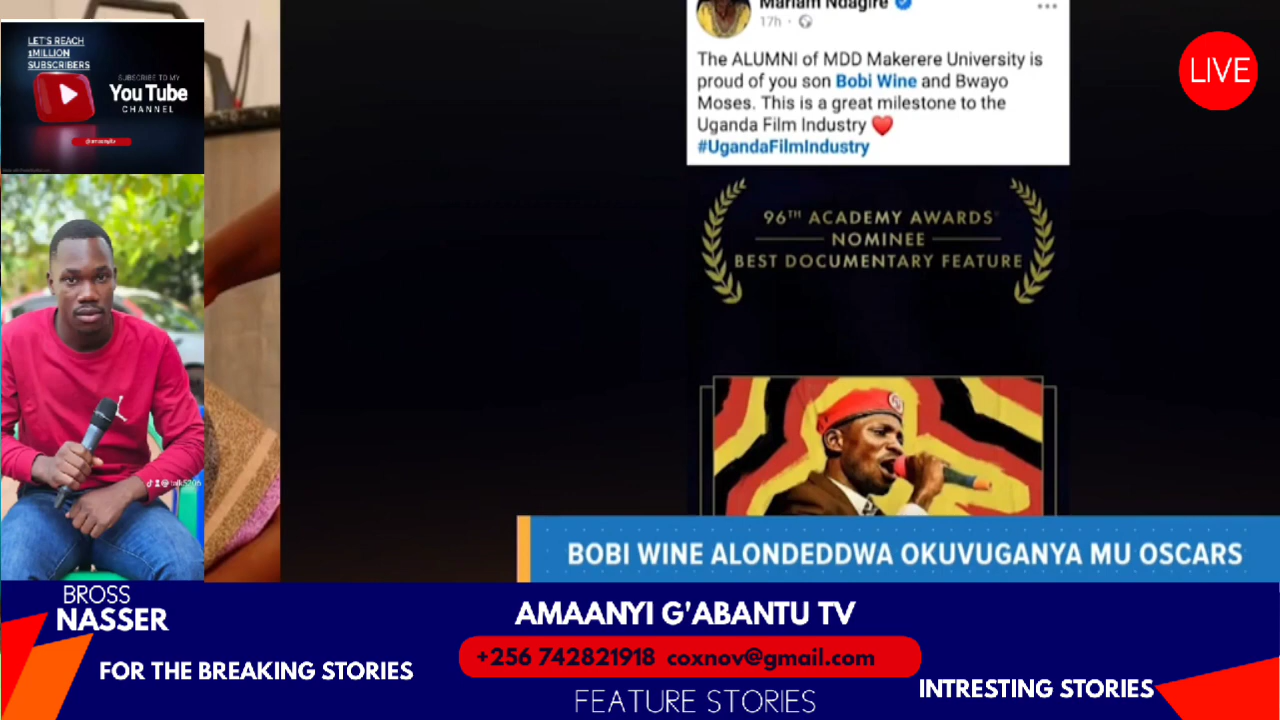 LET'S REACH
1MILLION
SUBSCRIBERS
SUBSCRIBE TO MY
You Tube
CHANNEL
Mariam Ndagire
17h
The ALUMNI of MDD Makerere University is
proud of you son Bobi Wine and Bwayo
Moses. This is a great milestone to the
Uganda Film Industry ❤️
#UgandaFilmIndustry
LIVE
96TH ACADEMY AWARDS
NOMINEE
BEST DOCUMENTARY FEATURE
BOBI WINE ALONDEDDWA OKUVUGANYA MU OSCARS
BROSS
NASSER
AMAANYI G'ABANTU TV
+256 742821918 coxnov@gmail.com
FOR THE BREAKING STORIES
INTRESTING STORIES
FEATURE STORIES